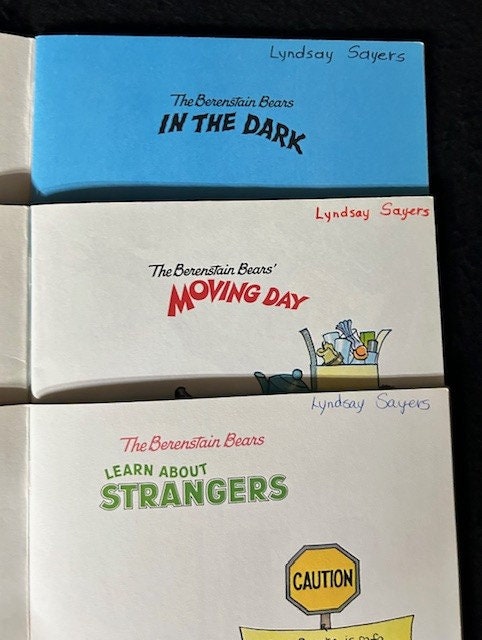 Lyndsay Sayers
The Berenstain Bears
IN THE DARK
Lyndsay Sayers
The Berenstain Bears'
MOVING DAY
Lyndsay Sayers
The Berenstain Bears
LEARN ABOUT
STRANGERS
CAUTION